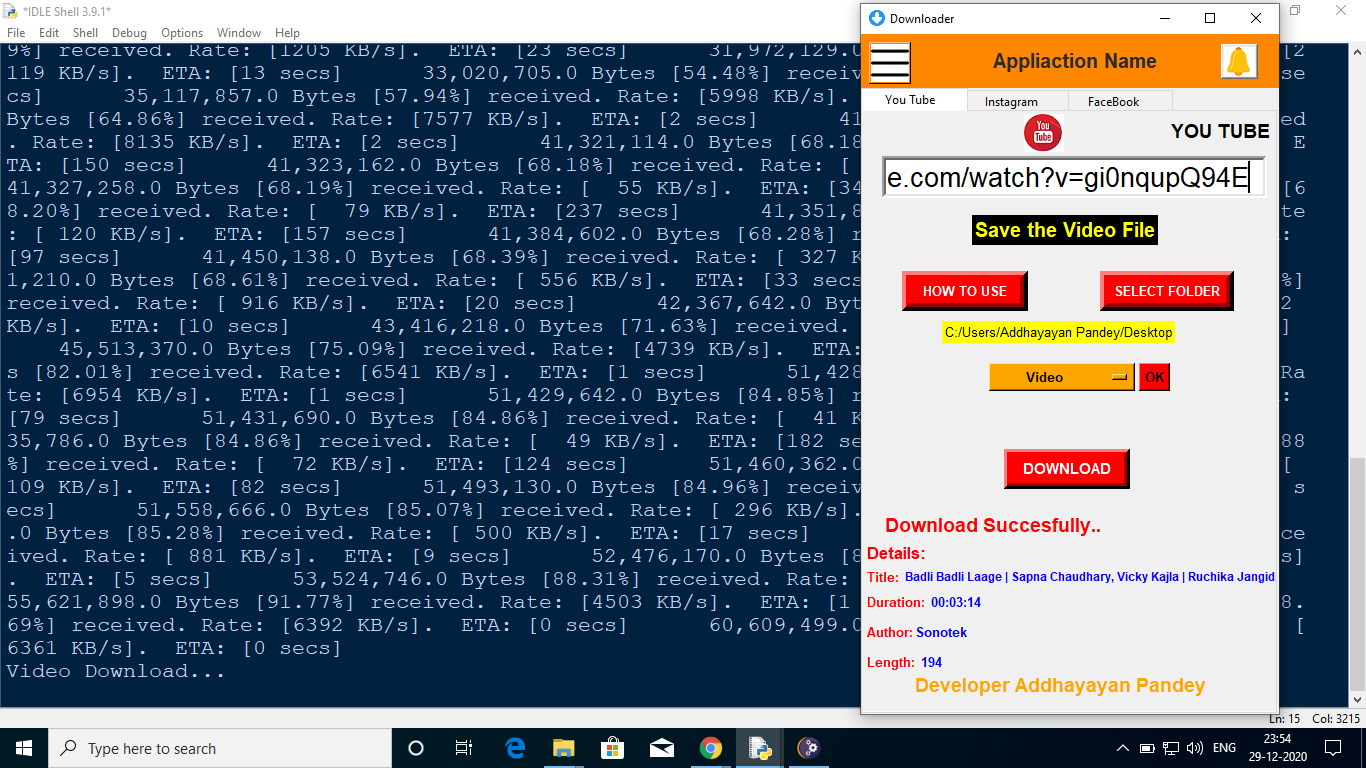 *IDLE Shell 3.9.1*
File Edit Shell Debug Options Window Help
9%] received. Rate: [1205 KB/s].  ETA: [23 secs]     31,972,129.0 [2
119 KB/s].  ETA: [13 secs]     33,020,705.0 Bytes [54.48%] se
cs]     35,117,857.0 Bytes [57.94%] received. Rate: [5998 KB/s].
Bytes [64.86%] received. Rate: [7577 KB/s].  ETA: [2 secs]     41 ed
. Rate: [8135 KB/s].  ETA: [2 secs]     41,321,114.0 [68.18 E
TA: [150 secs]     41,323,162.0 Bytes [68.18%] received. Rate: [
41,327,258.0 Bytes [68.19%] received. Rate: [  55 KB/s].  ETA: [34 [6
8.20%] received. Rate: [  79 KB/s].  ETA: [237 secs]     41,351,8 te
: [ 120 KB/s].  ETA: [157 secs]     41,384,602.0 Bytes [68.28%] :
[97 secs]     41,450,138.0 Bytes [68.39%] received. Rate: [ 327 K
1,210.0 Bytes [68.61%] received. Rate: [ 556 KB/s].  ETA: [33 secs %]
received. Rate: [ 916 KB/s].  ETA: [20 secs]     42,367,642.0 Byt 2
KB/s].  ETA: [10 secs]     43,416,218.0 Bytes [71.63%] received. ]
45,513,370.0 Bytes [75.09%] received. Rate: [4739 KB/s]. ETA:
s [82.01%] received. Rate: [6541 KB/s].  ETA: [1 secs]     51,428 Ra
te: [6954 KB/s].  ETA: [1 secs]     51,429,642.0 Bytes [84.85%] :
[79 secs]     51,431,690.0 Bytes [84.86%] received. Rate: [  41 K
35,786.0 Bytes [84.86%] received. Rate: [  49 KB/s].  ETA: [182 se 88
%] received. Rate: [  72 KB/s].  ETA: [124 secs]     51,460,362.0 [
109 KB/s].  ETA: [82 secs]     51,493,130.0 Bytes [84.96%] s
ecs]     51,558,666.0 Bytes [85.07%] received. Rate: [ 296 KB/s].
.0 Bytes [85.28%] received. Rate: [ 500 KB/s].  ETA: [17 secs] ce
ived. Rate: [ 881 KB/s].  ETA: [9 secs]     52,476,170.0 Bytes [8 s]
.  ETA: [5 secs]     53,524,746.0 Bytes [88.31%] received. Rate:
55,621,898.0 Bytes [91.77%] received. Rate: [4503 KB/s].  ETA: [1 8.
69%] received. Rate: [6392 KB/s].  ETA: [0 secs]     60,609,499.0 [
6361 KB/s].  ETA: [0 secs]
Video Download...
Ln: 15 Col: 3215
Downloader
Appliaction Name
You Tube Instagram FaceBook
You
Tube
YOU TUBE
e.com/watch?v=gi0nqupQ94E
Save the Video File
HOW TO USE SELECT FOLDER
C:/Users/Addhayayan Pandey/Desktop
Video OK
DOWNLOAD
Download Succesfully..
Details:
Title: Badli Badli Laage | Sapna Chaudhary, Vicky Kajla | Ruchika Jangid
Duration: 00:03:14
Author: Sonotek
Length: 194
Developer Addhayayan Pandey
Type here to search
ENG
23:54
29-12-2020